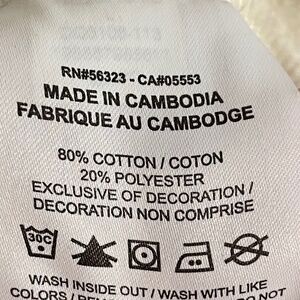 RN#56323 - CA#05553
MADE IN CAMBODIA
FABRIQUE AU CAMBODGE
80% COTTON / COTON
20% POLYESTER
EXCLUSIVE OF DECORATION /
DECORATION NON COMPRISE
30C
WASH INSIDE OUT / WASH WITH LIKE